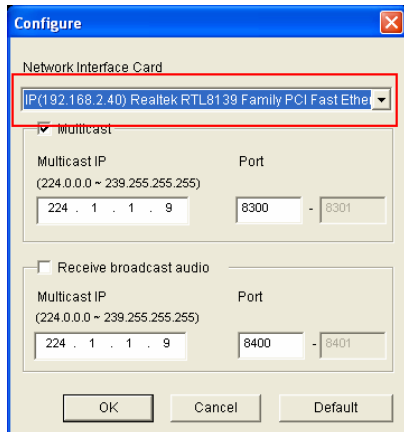 Configure
Network Interface Card
IP(192.168.2.40) Realtek RTL8139 Family PCI Fast Ethe
Multicast
Multicast IP Port
(224.0.0.0 ~ 239.255.255.255)
224 . 1 . 1 . 9 8300 - 8301
Receive broadcast audio
Multicast IP Port
(224.0.0.0 ~ 239.255.255.255)
224 . 1 . 1 . 9 8400 - 8401
OK Cancel Default